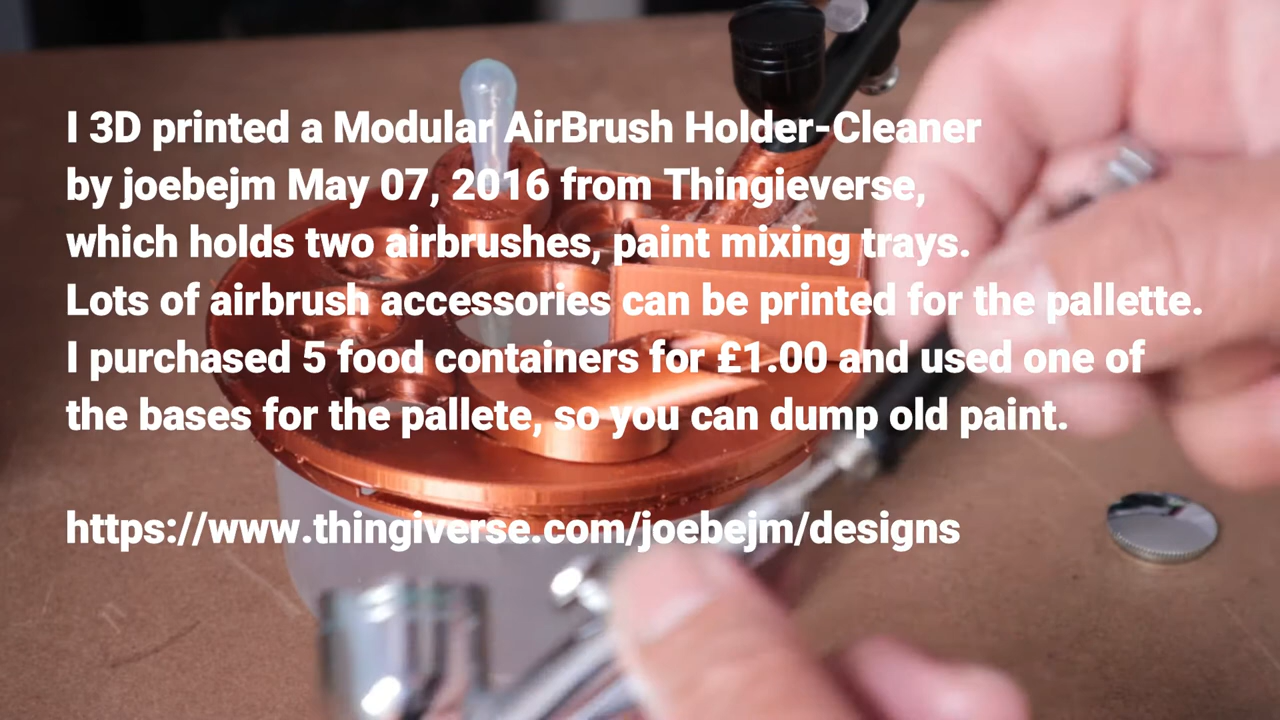 I 3D printed a Modular AirBrush Holder-Cleaner
by joebejm May 07, 2016 from Thingieverse,
which holds two airbrushes, paint mixing trays.
Lots of airbrush accessories can be printed for the pallette.
I purchased 5 food containers for £1.00 and used one of
the bases for the pallete, so you can dump old paint.
https://www.thingiverse.com/joebejm/designs